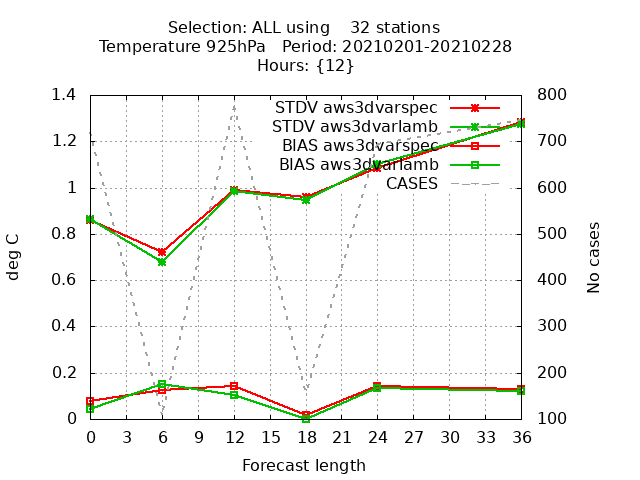 Selection: ALL using    32 stations
Temperature 925hPa   Period: 20210201-20210228
Hours: {12}
1.4
1.2
1
0.8
0.6
0.4
0.2
0
deg C
800
700
600
500
400
300
200
100
No cases
STDV aws3dvarspec
STDV aws3dvarlamb
BIAS aws3dvarspec
BIAS aws3dvarlamb
CASES
0 3 6 9 12 15 18 21 24 27 30 33 36
Forecast length